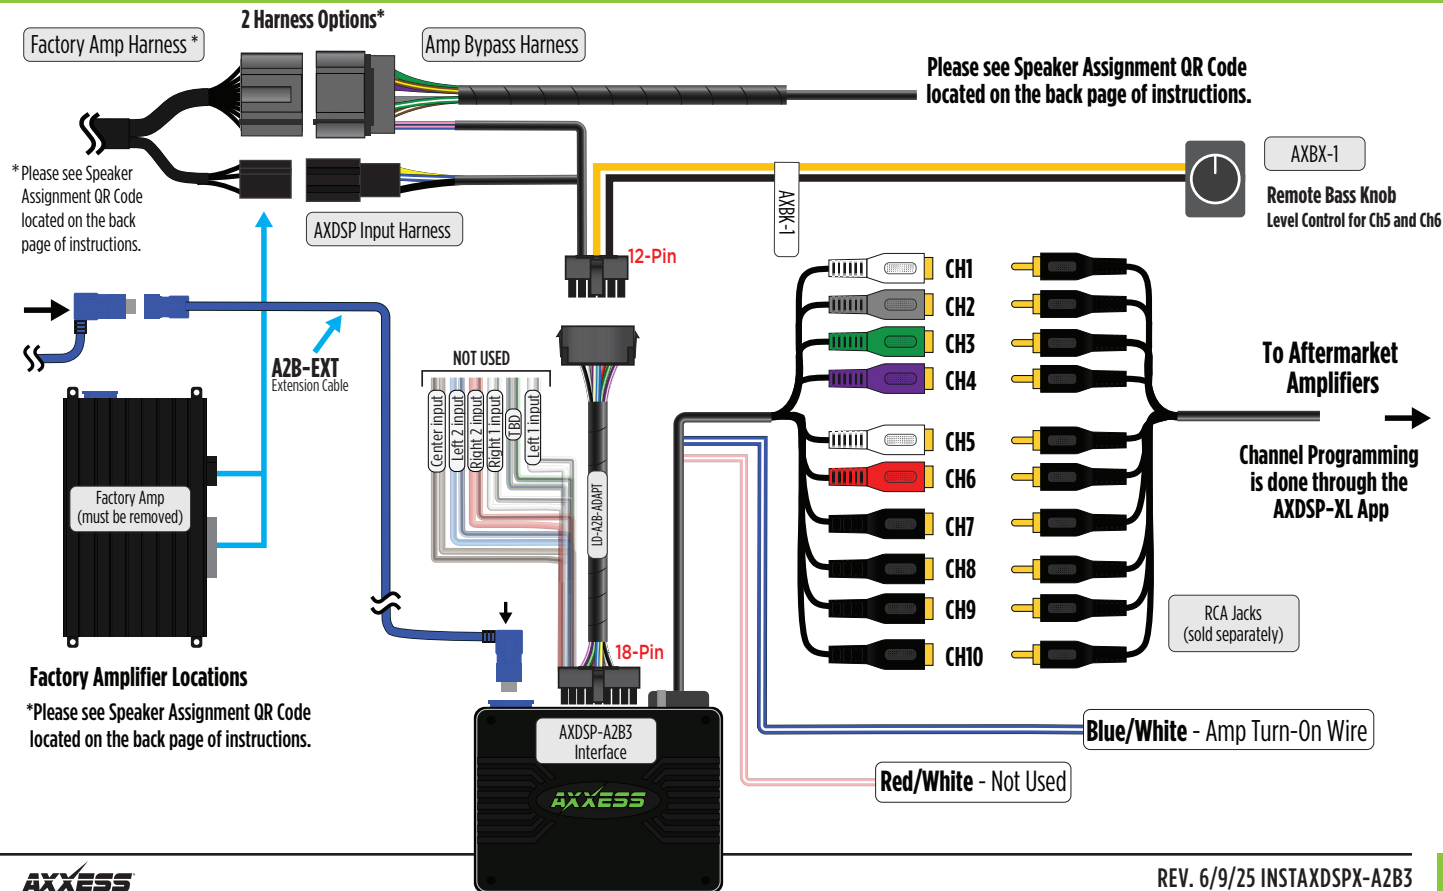 2 Harness Options*
Factory Amp Harness *
Amp Bypass Harness
Please see Speaker Assignment QR Code
located on the back page of instructions.
*Please see Speaker
Assignment QR Code
located on the back
page of instructions.
AXDSP Input Harness
AXBK-1
AXBX-1
Remote Bass Knob
Level Control for Ch5 and Ch6
12-Pin
A2B-EXT
Extension Cable
NOT USED
Center input
Left 2 input
Right 2 input
Right 1 input
TBD
Left 1 input
LD-A2B-ADAPT
CH1
CH2
CH3
CH4
CH5
CH6
CH7
CH8
CH9
CH10
To Aftermarket
Amplifiers
Channel Programming
is done through the
AXDSP-XL App
RCA Jacks
(sold separately)
Factory Amp
(must be removed)
Factory Amplifier Locations
*Please see Speaker Assignment QR Code
located on the back page of instructions.
18-Pin
AXDSP-A2B3
Interface
AXXESS
Blue/White - Amp Turn-On Wire
Red/White - Not Used
AXXESS
REV. 6/9/25 INSTAXDSPX-A2B3